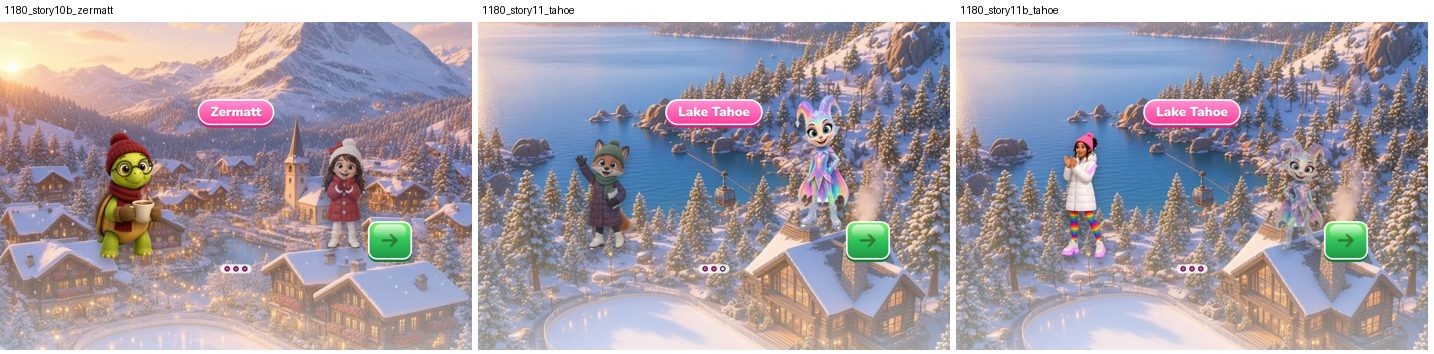 1180_story10b_zermatt
1180_story11_tahoe
1180_story11b_tahoe
Zermatt
Lake Tahoe
Lake Tahoe